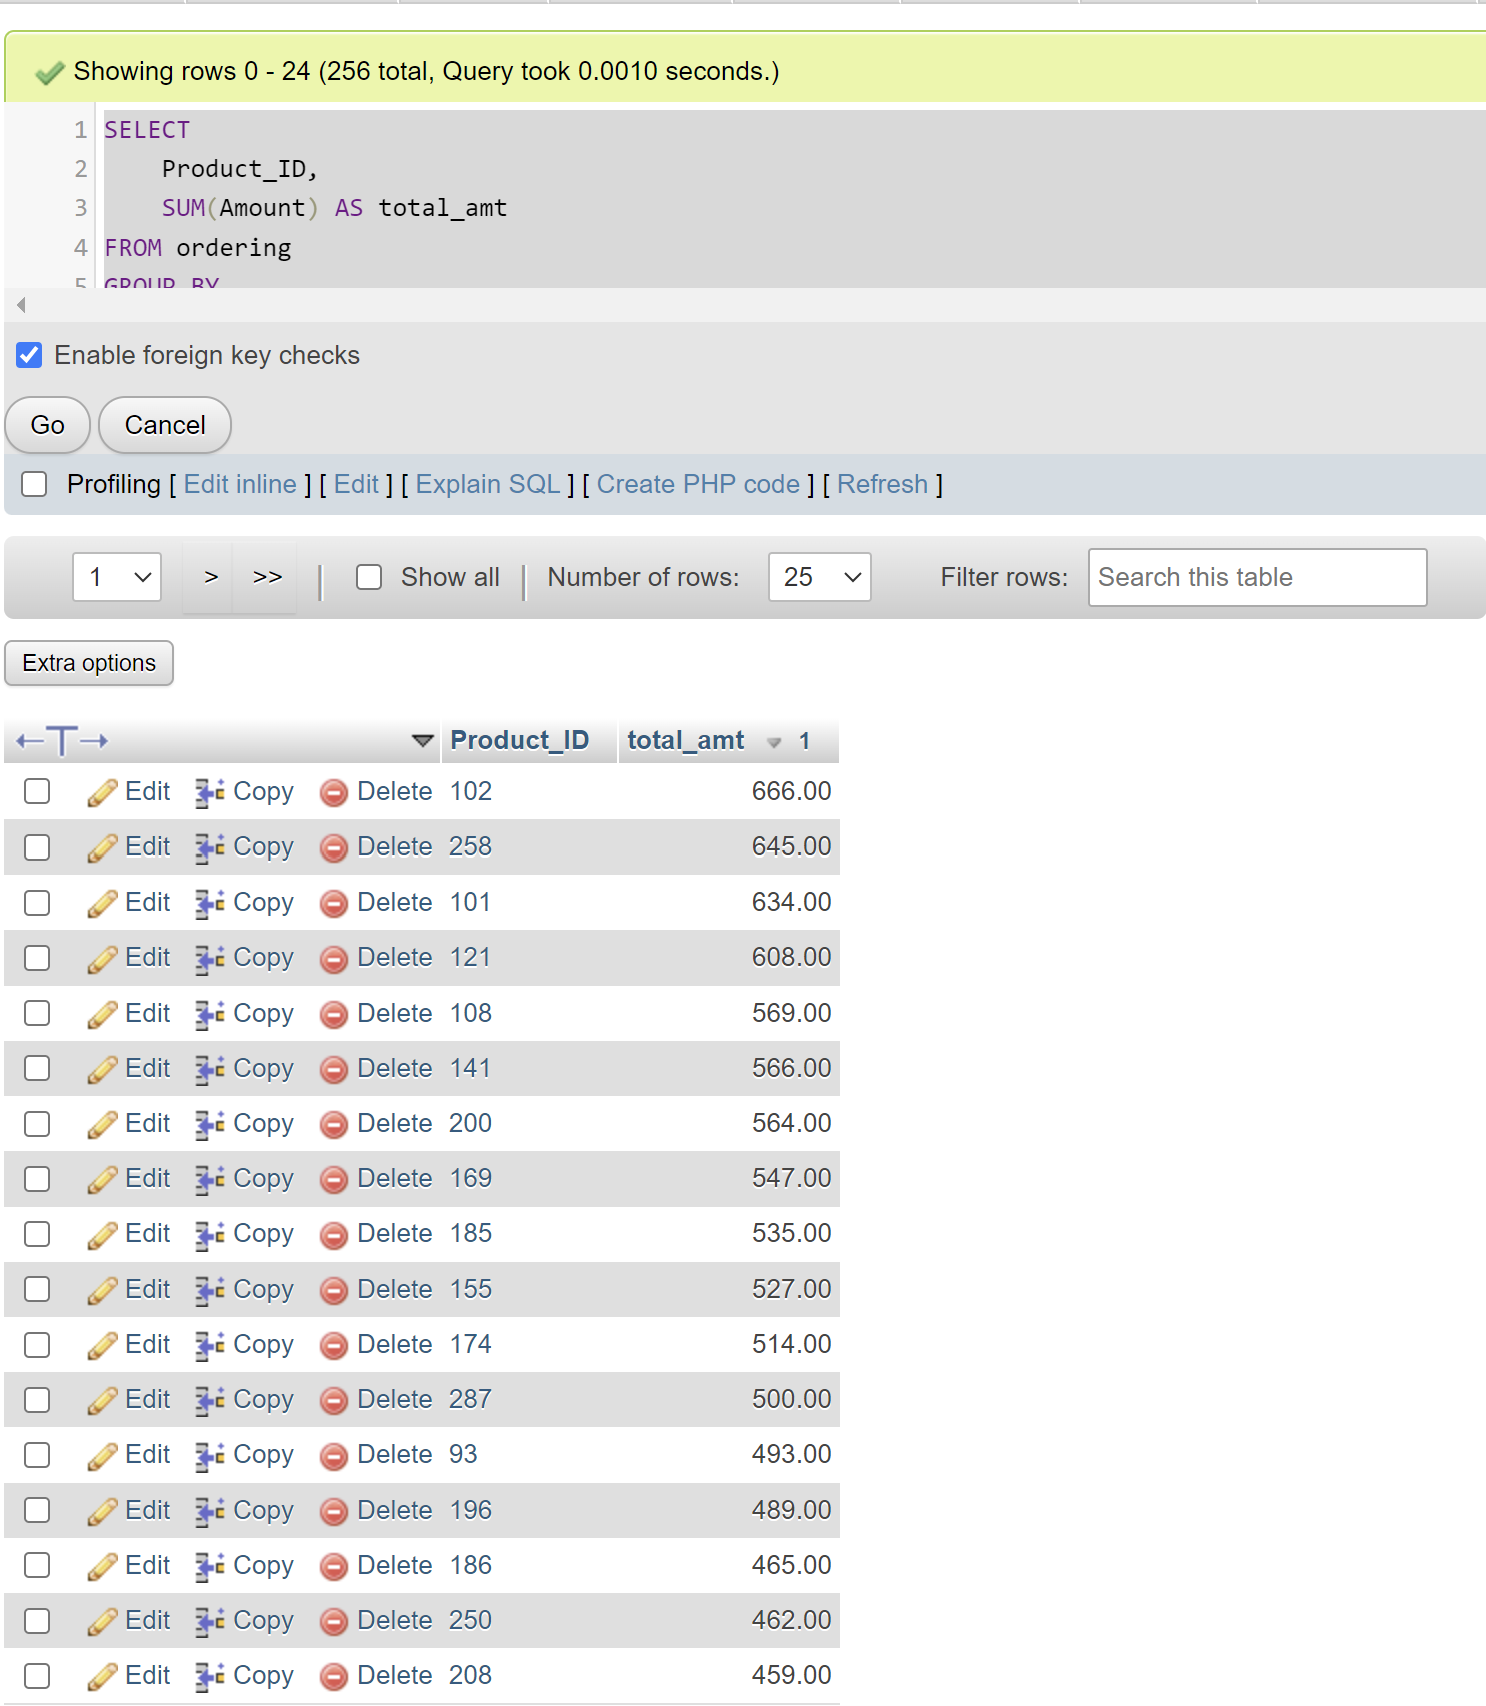 Showing rows 0 - 24 (256 total, Query took 0.0010 seconds.)
1 SELECT
2 Product_ID,
3 SUM(Amount) AS total_amt
4 FROM ordering
5 GROUP BY
Enable foreign key checks
Go Cancel
Profiling [ Edit inline ] [ Edit ] [ Explain SQL ] [ Create PHP code ] [ Refresh ]
1 > >> | Show all | Number of rows: 25 Filter rows: Search this table
Extra options
←T→ Product_ID total_amt 1
Edit Copy Delete 102 666.00
Edit Copy Delete 258 645.00
Edit Copy Delete 101 634.00
Edit Copy Delete 121 608.00
Edit Copy Delete 108 569.00
Edit Copy Delete 141 566.00
Edit Copy Delete 200 564.00
Edit Copy Delete 169 547.00
Edit Copy Delete 185 535.00
Edit Copy Delete 155 527.00
Edit Copy Delete 174 514.00
Edit Copy Delete 287 500.00
Edit Copy Delete 93 493.00
Edit Copy Delete 196 489.00
Edit Copy Delete 186 465.00
Edit Copy Delete 250 462.00
Edit Copy Delete 208 459.00